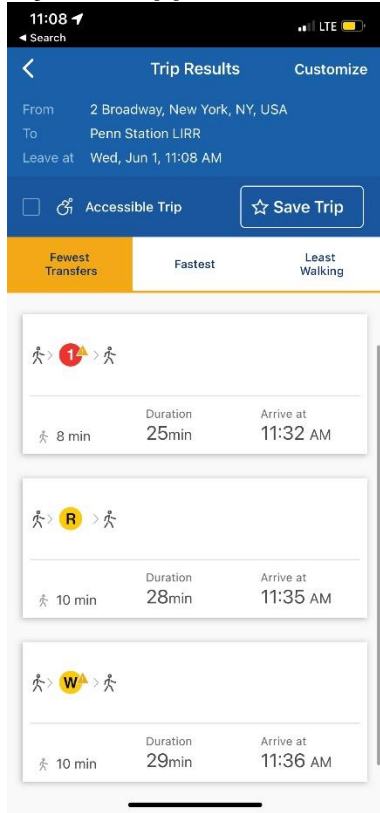 11:08 LTE
◀ Search
Trip Results Customize
From 2 Broadway, New York, NY, USA
To Penn Station LIRR
Leave at Wed, Jun 1, 11:08 AM
Accessible Trip Save Trip
Fewest Transfers Fastest Least Walking
1
Duration Arrive at
8 min 25min 11:32 AM
R
Duration Arrive at
10 min 28min 11:35 AM
W
Duration Arrive at
10 min 29min 11:36 AM